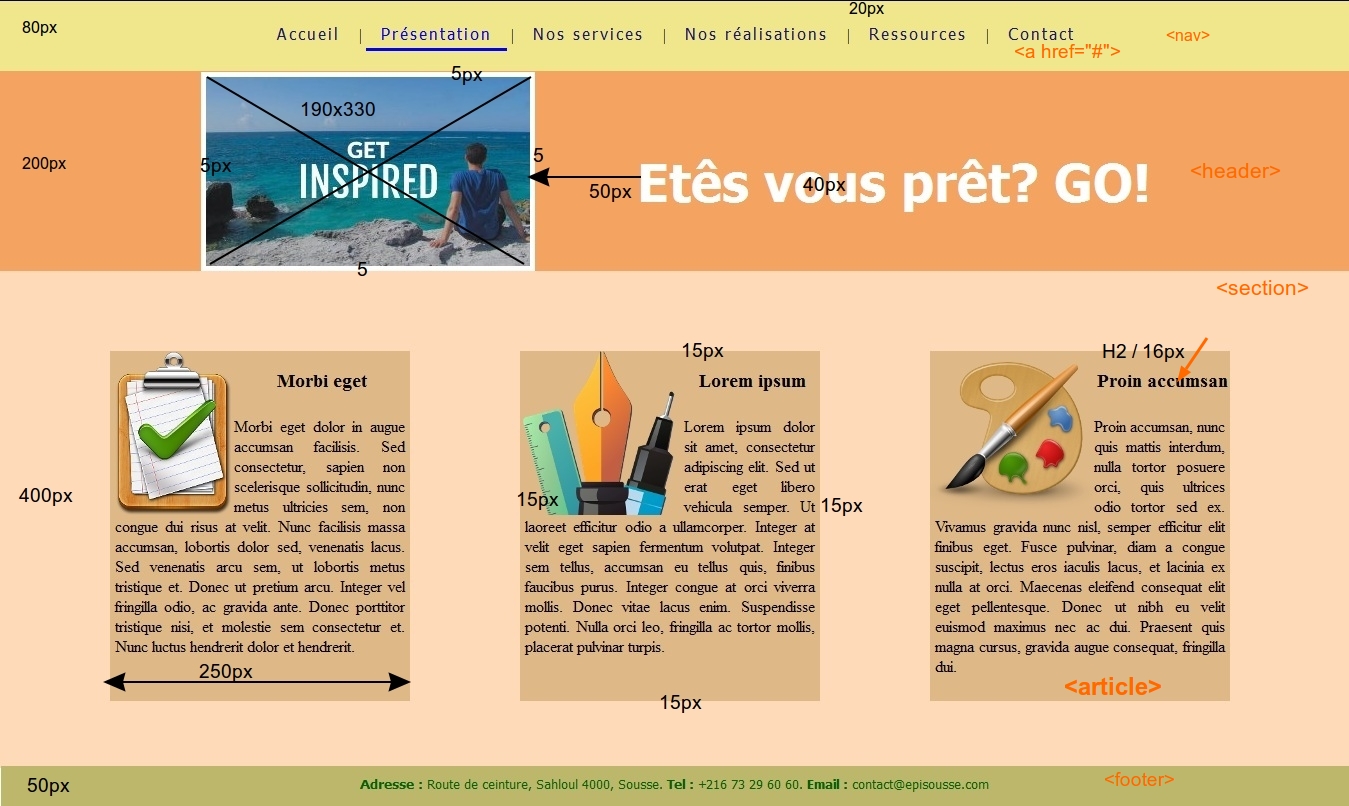 20px
80px
Accueil | Présentation | Nos services | Nos réalisations | Ressources | Contact
<nav>
<a href="#">
5px
190x330
GET
INSPIRED
5px
5
50px
5
200px
Etês vous prêt? GO!
40px
<header>
<section>
400px
Morbi eget
Morbi eget dolor in augue
accumsan facilisis. Sed
consectetur, sapien non
scelerisque sollicitudin, nunc
metus ultricies sem, non
congue dui risus at velit. Nunc facilisis massa
accumsan, lobortis dolor sed, venenatis lacus.
Sed venenatis arcu sem, ut lobortis metus
tristique et. Donec ut pretium arcu. Integer vel
fringilla odio, ac gravida ante. Donec porttitor
tristique nisi, et molestie sem consectetur et.
Nunc luctus hendrerit dolor et hendrerit.
250px
15px
Lorem ipsum
Lorem ipsum dolor
sit amet, consectetur
adipiscing elit. Sed ut
erat eget libero
vehicula semper. Ut
15px
15px
laoreet efficitur odio a ullamcorper. Integer at
velit eget sapien fermentum volutpat. Integer
sem tellus, accumsan eu tellus quis, finibus
faucibus purus. Integer congue at orci viverra
mollis. Donec vitae lacus enim. Suspendisse
potenti. Nulla orci leo, fringilla ac tortor mollis,
placerat pulvinar turpis.
15px
H2 / 16px
Proin accumsan
Proin accumsan, nunc
quis mattis interdum,
nulla tortor posuere
orci, quis ultrices
odio tortor sed ex.
Vivamus gravida nunc nisl, semper efficitur elit
finibus eget. Fusce pulvinar, diam a congue
suscipit, lectus eros iaculis lacus, et lacinia ex
nulla at orci. Maecenas eleifend consequat elit
eget pellentesque. Donec ut nibh eu velit
euismod maximus nec ac dui. Praesent quis
magna cursus, gravida augue consequat, fringilla
dui.
<article>
50px
Adresse : Route de ceinture, Sahloul 4000, Sousse. Tel : +216 73 29 60 60. Email : contact@episousse.com
<footer>